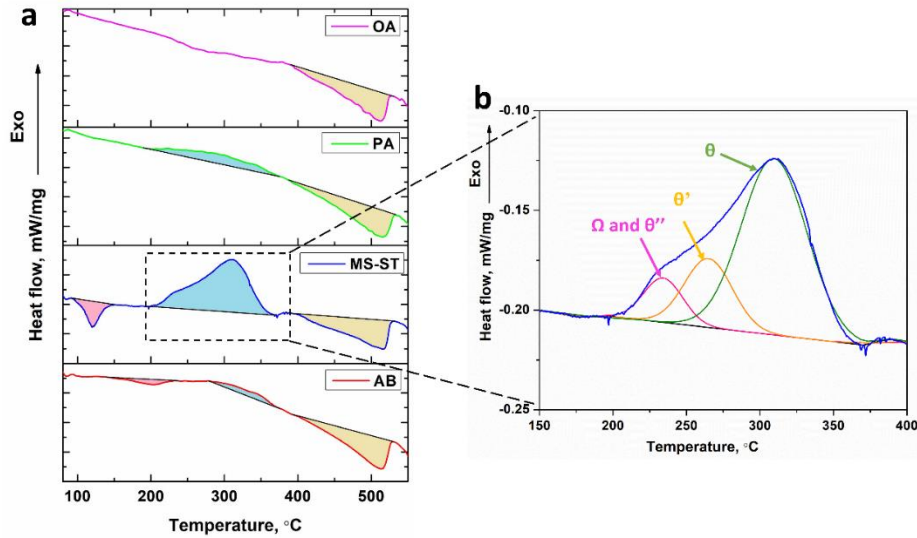 a
Exo
Heat flow, mW/mg
OA
PA
MS-ST
AB
100
200
300
400
500
Temperature, °C
b
Exo
Heat flow, mW/mg
-0.10
-0.15
-0.20
-0.25
θ
θ’
Ω and θ’’
150
200
250
300
350
400
Temperature, °C